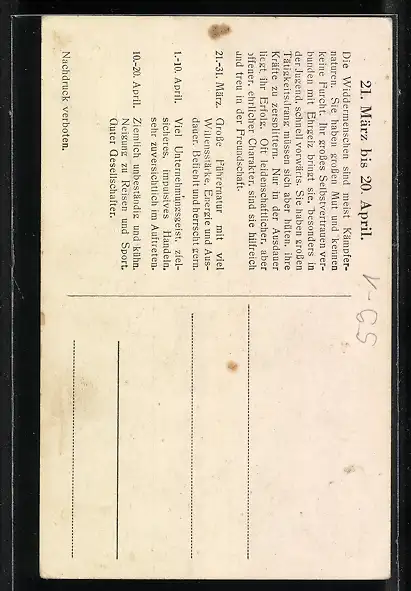 21. März bis 20. April.
Die Widdermenschen sind meist Kämpfer-
naturen. Sie haben großen Mut und kennen
keine Furcht. Ihr großes Selbstvertrauen ver-
bunden mit Ehrgeiz bringt sie, besonders in
der Jugend, schnell vorwärts. Sie haben großen
Tätigkeitsdrang, müssen sich aber hüten, ihre
Kräfte zu zersplittern. Nur in der Ausdauer
liegt ihr Erfolg. Oft leidenschaftlicher, aber
offener, ehrlicher Charakter, sind sie hilfreich
und treu in der Freundschaft.
21.-31. März. Große Führernatur mit viel
Willensstärke, Energie und Aus-
dauer. Beliebt und herrscht gern.
1.-10. April. Viel Unternehmungsgeist, ziel-
sicheres, impulsives Handeln,
sehr zuversichtlich im Auftreten.
10.-20. April. Ziemlich unbeständig und kühn.
Neigung zu Reisen und Sport.
Guter Gesellschafter.
Nachdruck verboten.